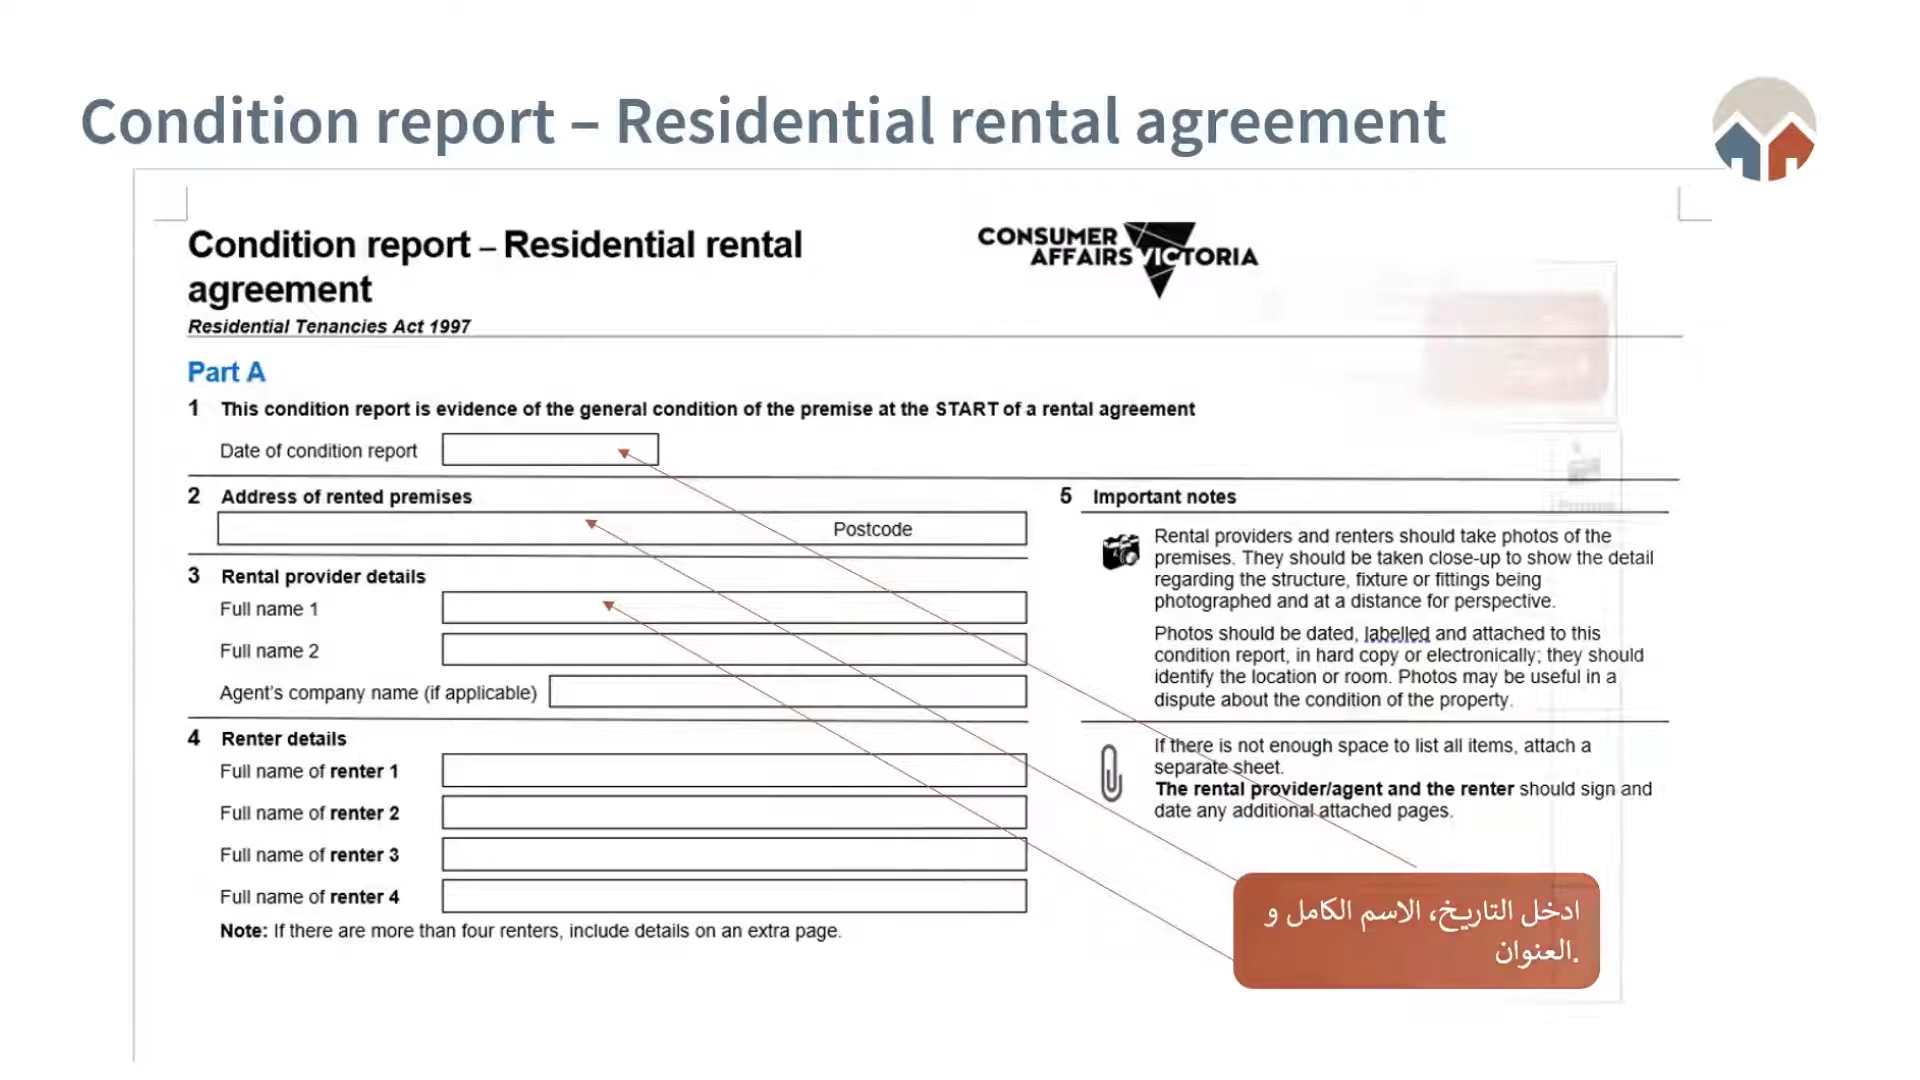 Condition report – Residential rental agreement
Condition report – Residential rental
agreement
Residential Tenancies Act 1997
CONSUMER
AFFAIRS VICTORIA
Part A
1 This condition report is evidence of the general condition of the premise at the START of a rental agreement
Date of condition report
2 Address of rented premises
Postcode
3 Rental provider details
Full name 1
Full name 2
Agent's company name (if applicable)
4 Renter details
Full name of renter 1
Full name of renter 2
Full name of renter 3
Full name of renter 4
Note: If there are more than four renters, include details on an extra page.
5 Important notes
Rental providers and renters should take photos of the
premises. They should be taken close-up to show the detail
regarding the structure, fixture or fittings being
photographed and at a distance for perspective.
Photos should be dated, labelled and attached to this
condition report, in hard copy or electronically; they should
identify the location or room. Photos may be useful in a
dispute about the condition of the property.
If there is not enough space to list all items, attach a
separate sheet.
The rental provider/agent and the renter should sign and
date any additional attached pages.
ادخل التاريخ، الاسم الكامل و
العنوان.